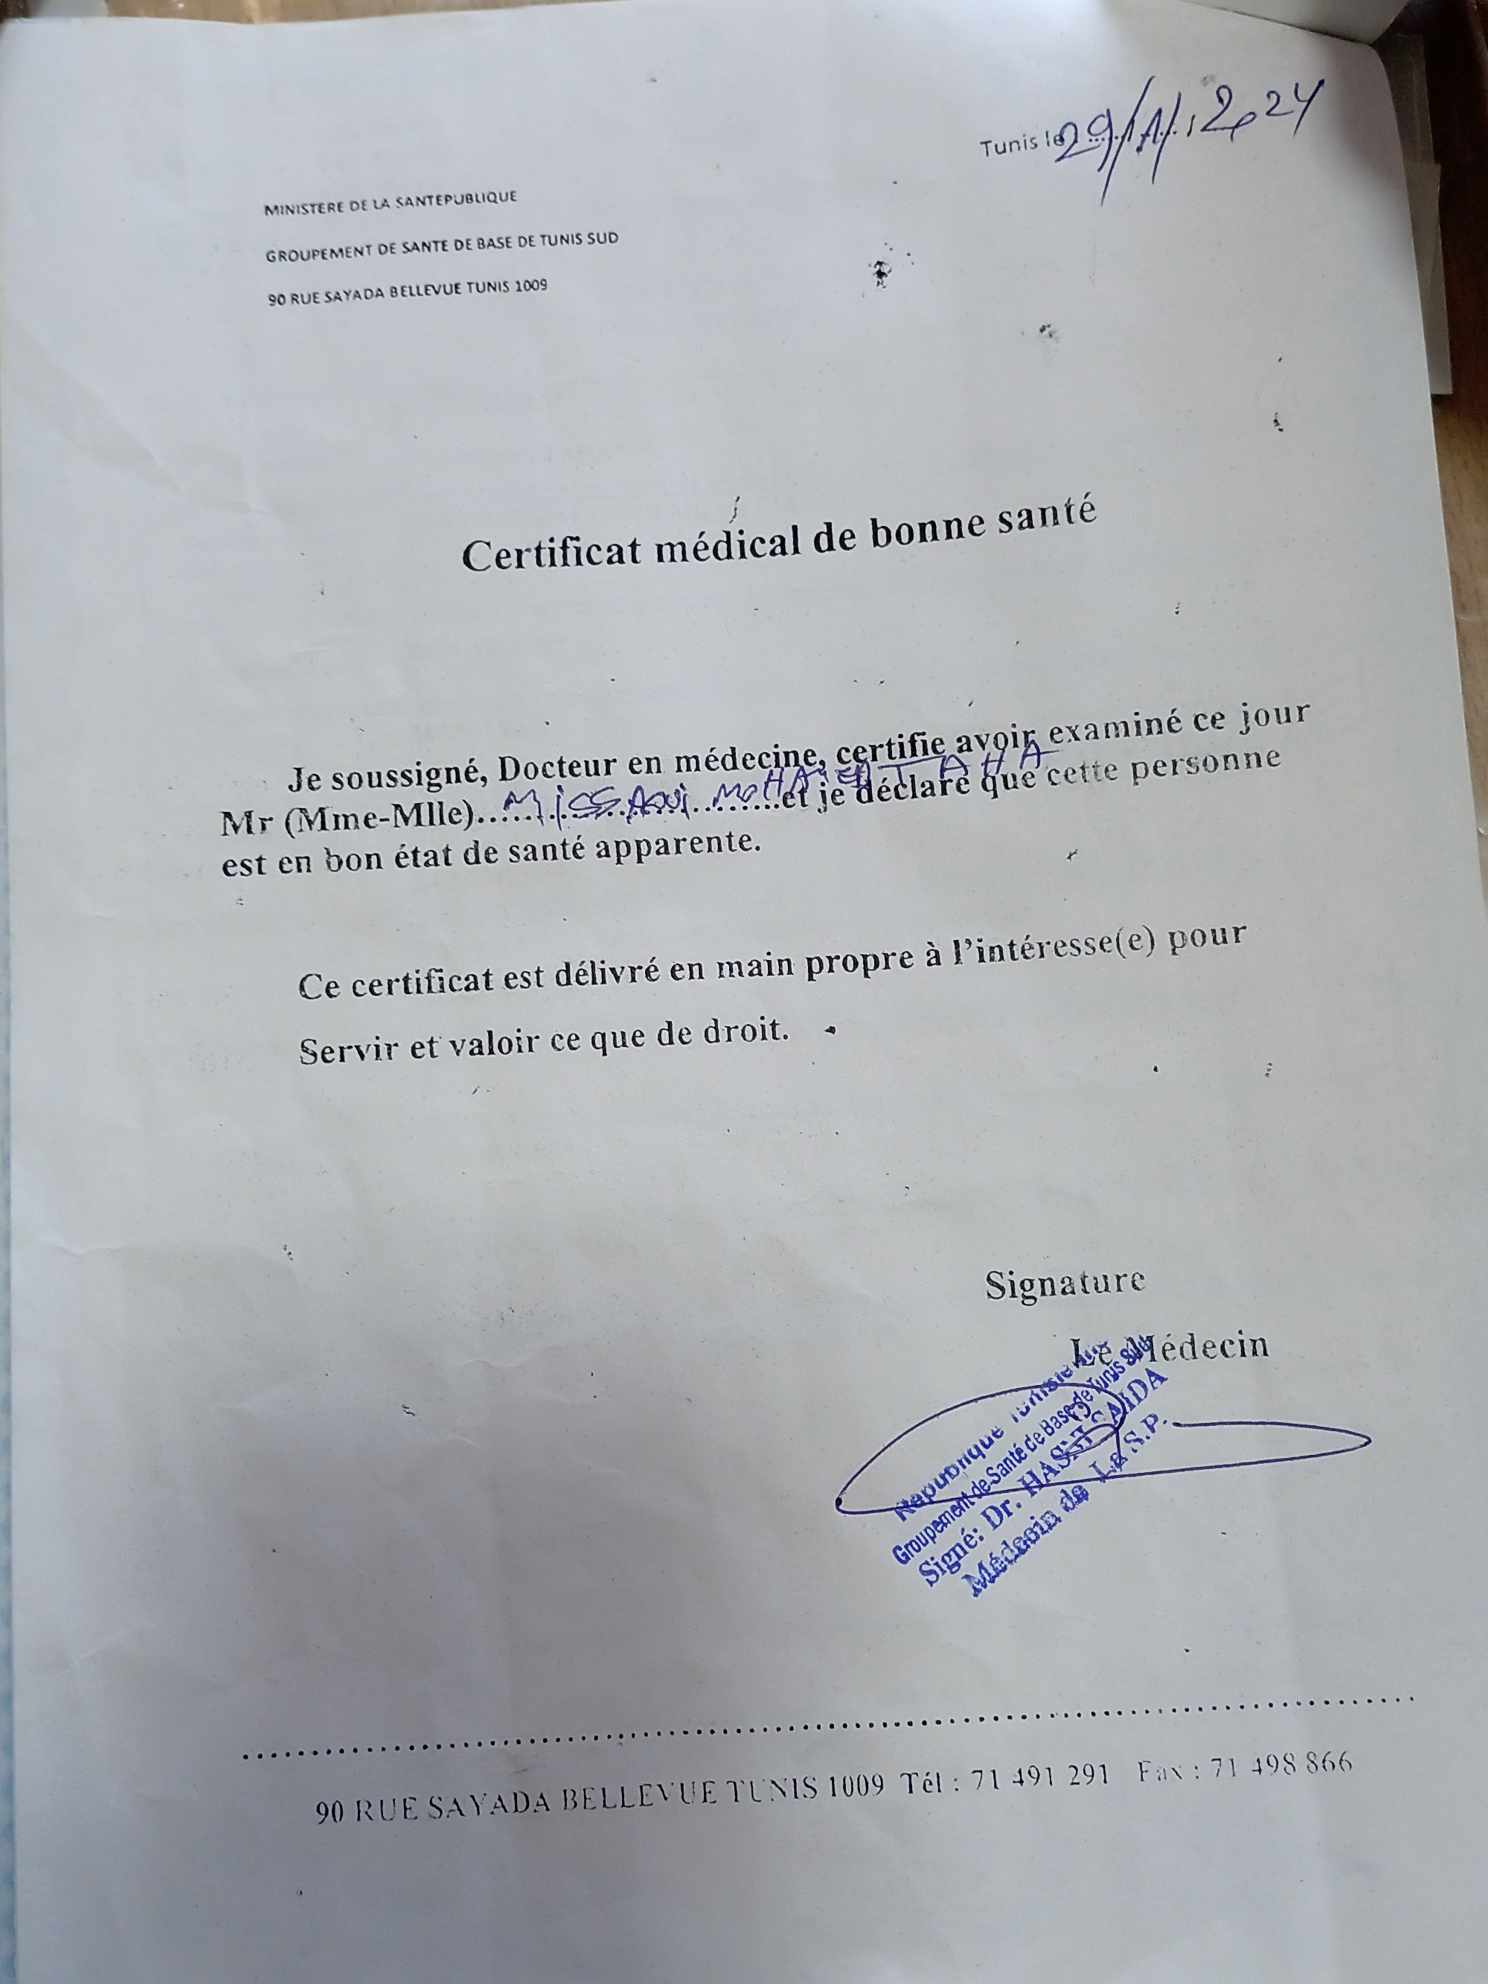 Tunis le 29/11/2024
MINISTERE DE LA SANTEPUBLIQUE
GROUPEMENT DE SANTE DE BASE DE TUNIS SUD
90 RUE SAYADA BELLEVUE TUNIS 1009
Certificat médical de bonne santé
Je soussigné, Docteur en médecine, certifie avoir examiné ce jour
Mr (Mme-Mlle)....MISSAOUI MOHAMED TAHA....et je déclare que cette personne
est en bon état de santé apparente.
Ce certificat est délivré en main propre à l'intéresse(e) pour
Servir et valoir ce que de droit.
Signature
Le Médecin
République Tunisienne
Groupement de Santé de Base de Tunis Sud
Signé: Dr. HASNI SAIDA
Médecin de La S.P.
90 RUE SAYADA BELLEVUE TUNIS 1009 Tél : 71 491 291 Fax : 71 498 866